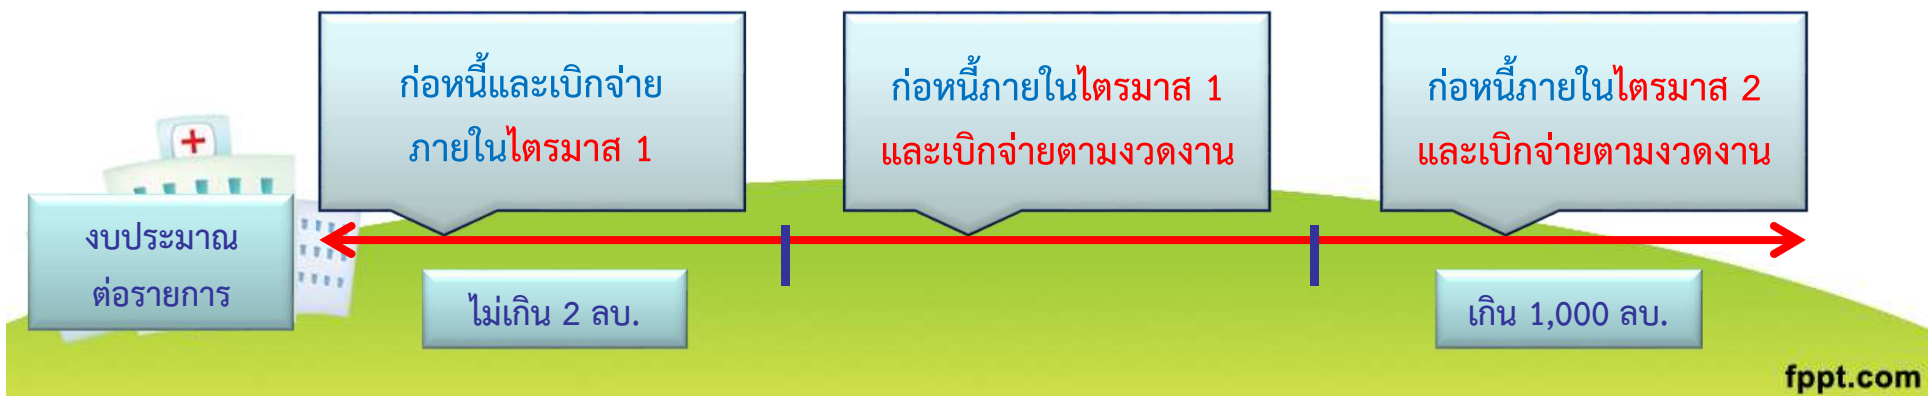 ก่อหนี้และเบิกจ่าย
ภายในไตรมาส 1
ก่อหนี้ภายในไตรมาส 1
และเบิกจ่ายตามงวดงาน
ก่อหนี้ภายในไตรมาส 2
และเบิกจ่ายตามงวดงาน
งบประมาณ
ต่อรายการ
ไม่เกิน 2 ลบ.
เกิน 1,000 ลบ.
fppt.com